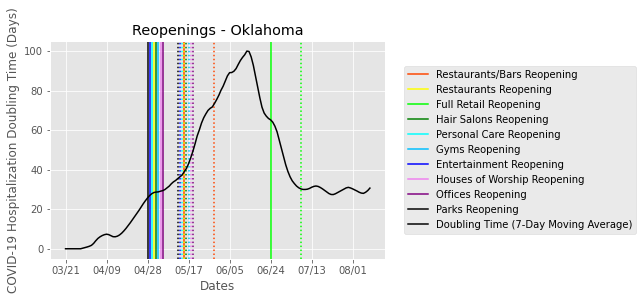 Reopenings - Oklahoma
COVID-19 Hospitalization Doubling Time (Days)
100
80
60
40
20
0
03/21 04/09 04/28 05/17 06/05 06/24 07/13 08/01
Dates
Restaurants/Bars Reopening
Restaurants Reopening
Full Retail Reopening
Hair Salons Reopening
Personal Care Reopening
Gyms Reopening
Entertainment Reopening
Houses of Worship Reopening
Offices Reopening
Parks Reopening
Doubling Time (7-Day Moving Average)